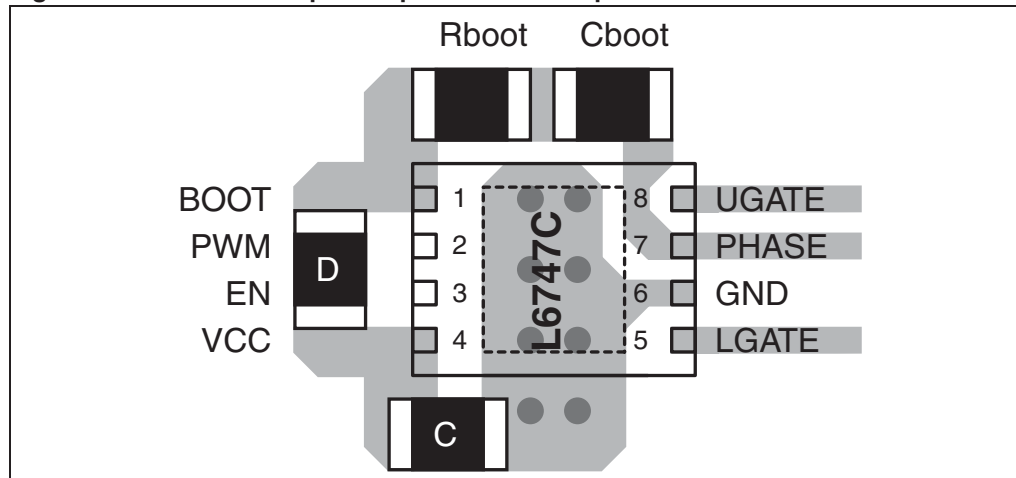 Rboot Cboot
BOOT 1 8 UGATE
PWM 2 7 PHASE
D
EN 3 6 GND
VCC 4 5 LGATE
L6747C
C